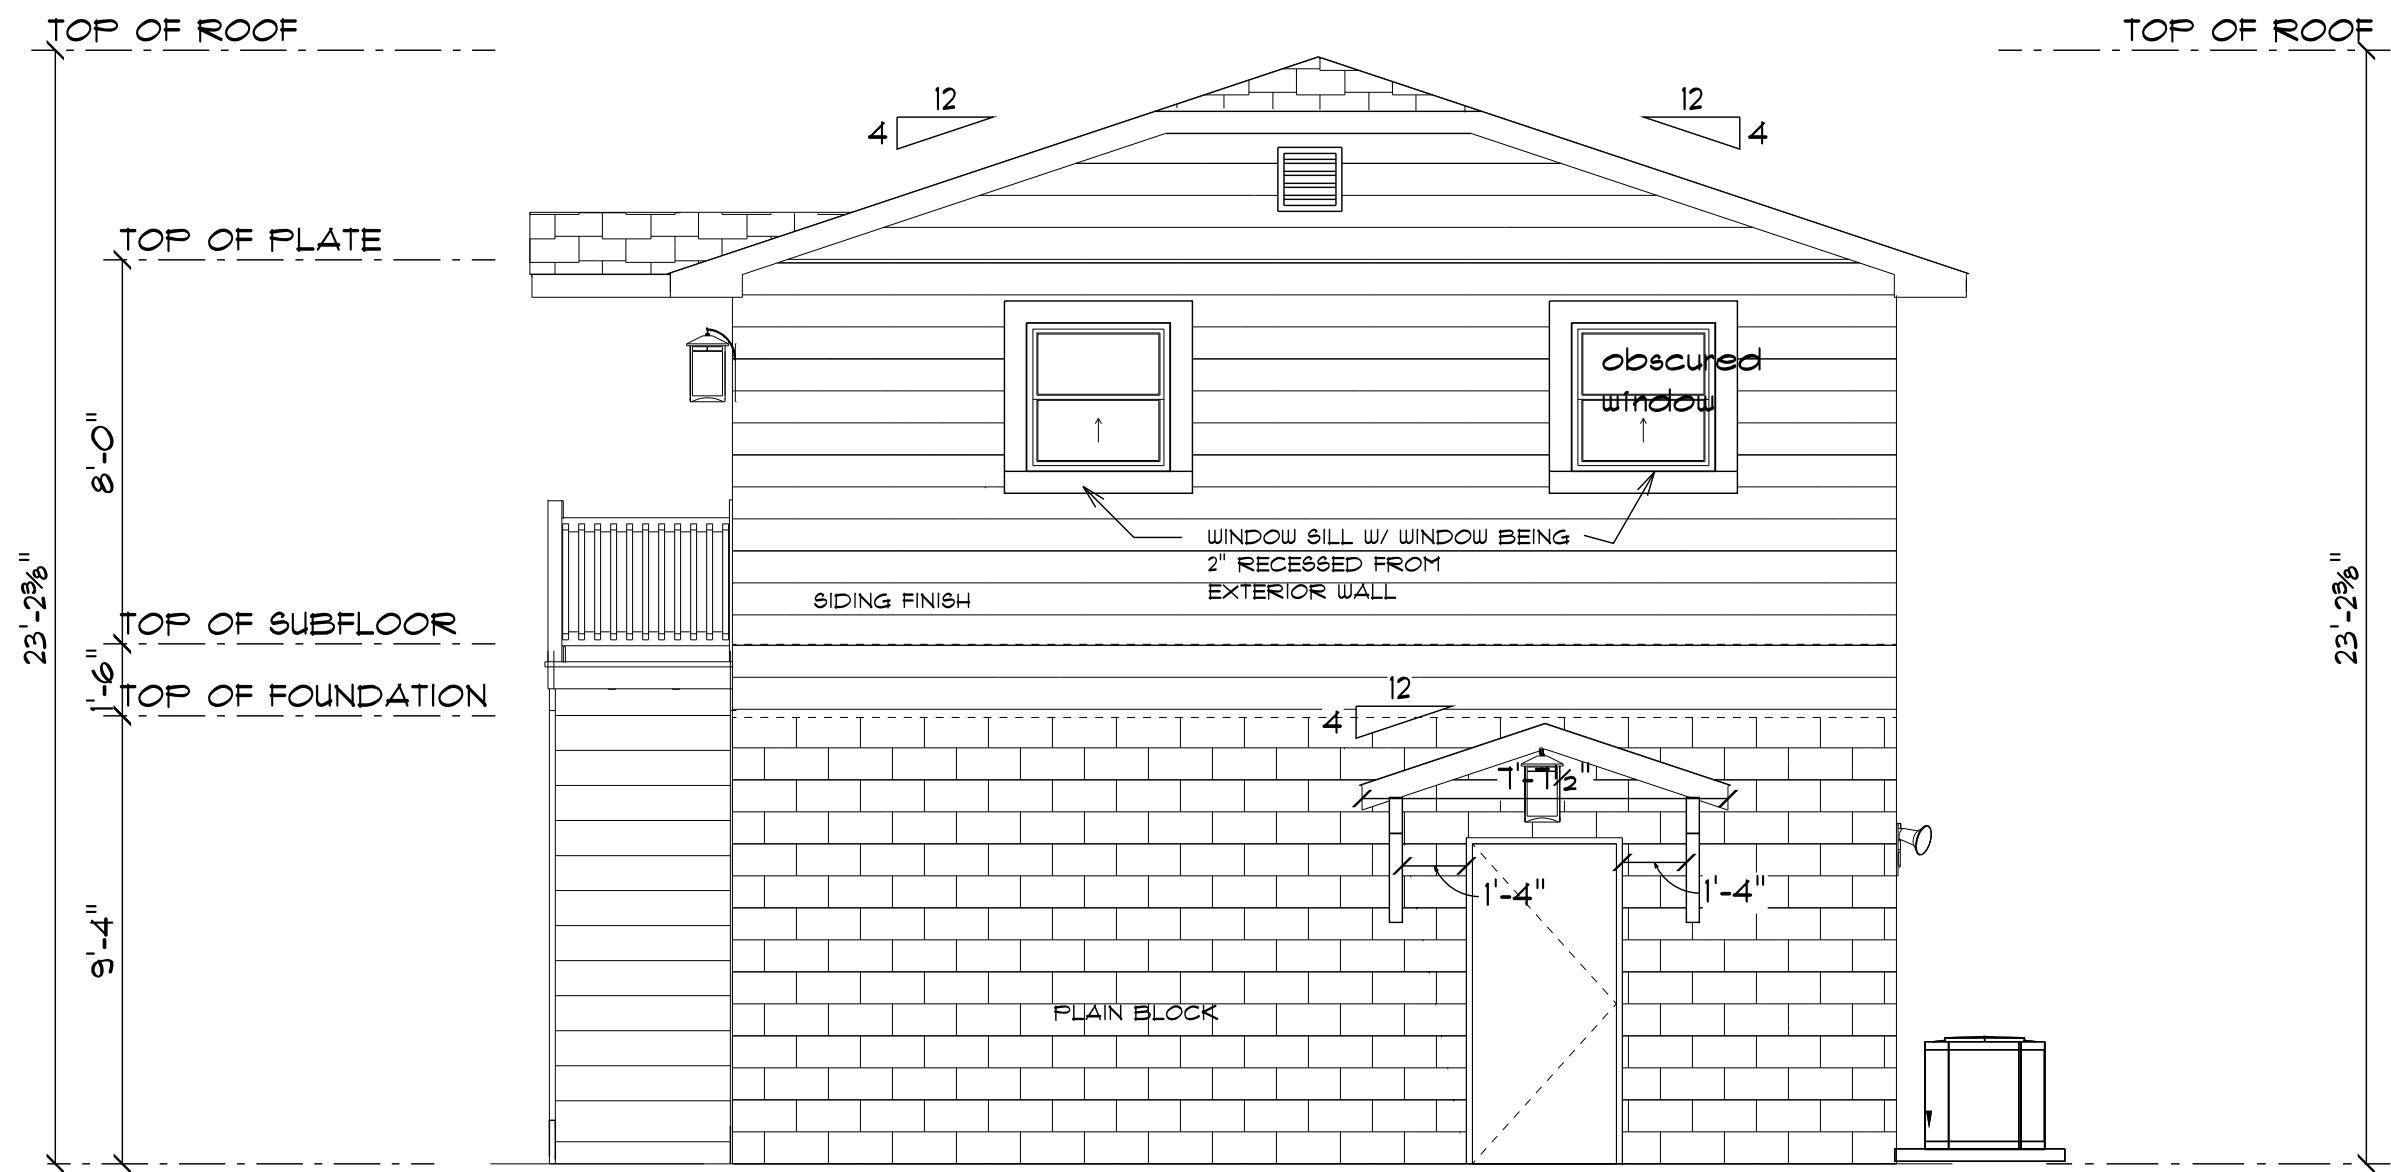 TOP OF ROOF
TOP OF ROOF
12
4
12
4
TOP OF PLATE
8'-0"
obscured
window
23'-2⅜"
23'-2⅜"
WINDOW SILL W/ WINDOW BEING
2" RECESSED FROM
EXTERIOR WALL
SIDING FINISH
TOP OF SUBFLOOR
1'-6"
TOP OF FOUNDATION
12
4
7'-7½"
1'-4"
1'-4"
9'-4"
PLAIN BLOCK